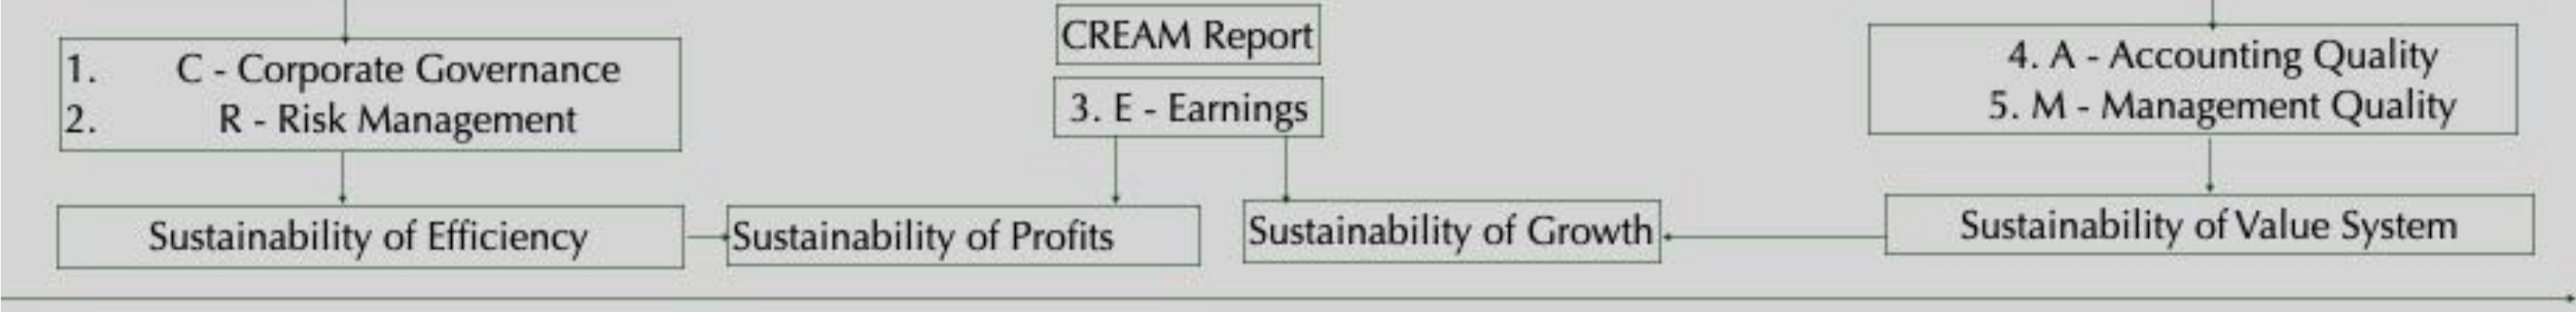 1. C - Corporate Governance
2. R - Risk Management
CREAM Report
3. E - Earnings
4. A - Accounting Quality
5. M - Management Quality
Sustainability of Efficiency
Sustainability of Profits
Sustainability of Growth
Sustainability of Value System